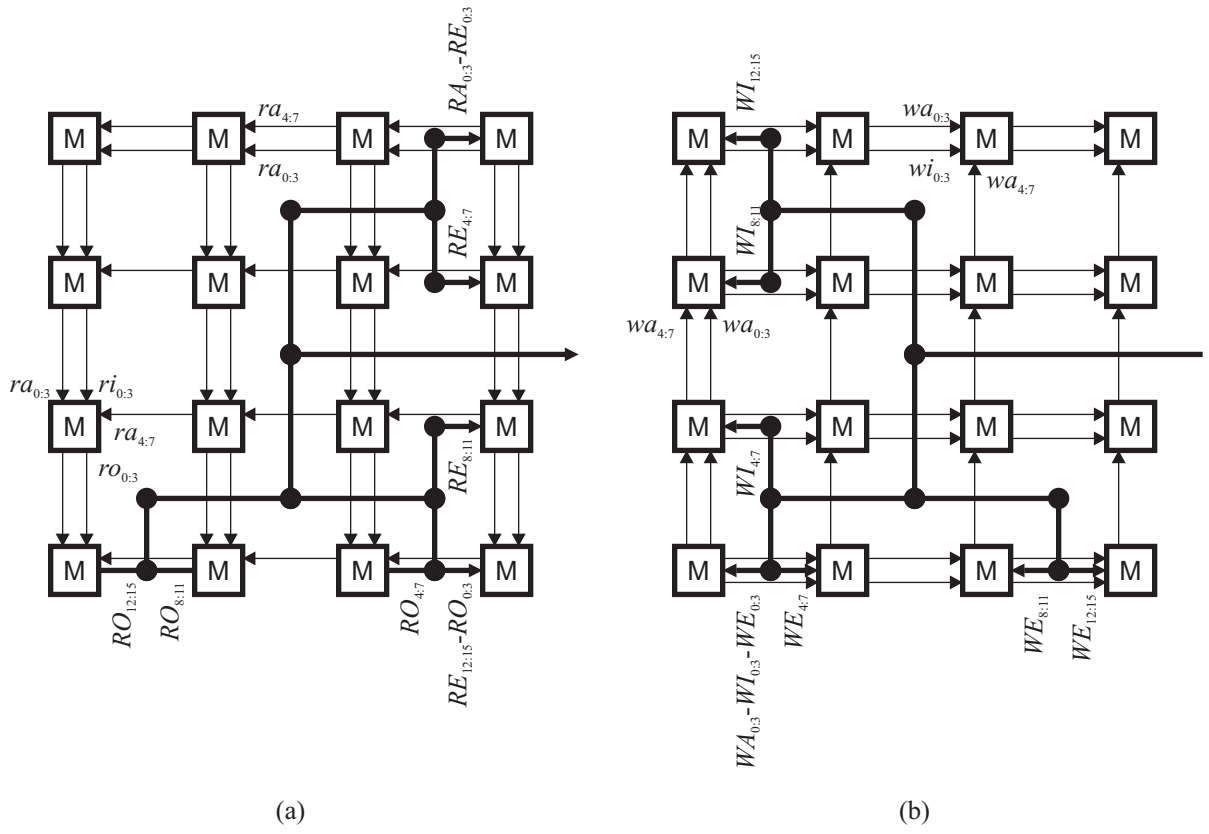 RA0:3-RE0:3
WI12:15
M M M M
ra4:7
ra0:3
M M M M
wa0:3
wi0:3
wa4:7
RE4:7
WI8:11
M M M M
M M M M
wa4:7
wa0:3
ra0:3
ri0:3
M M M M
ra4:7
ro0:3
RE8:11
M M M M
WI4:7
M M M M
RO12:15
RO8:11
RO4:7
RE12:15-RO0:3
M M M M
WA0:3-WI0:3-WE0:3
WE4:7
WE8:11
WE12:15
(a)
(b)